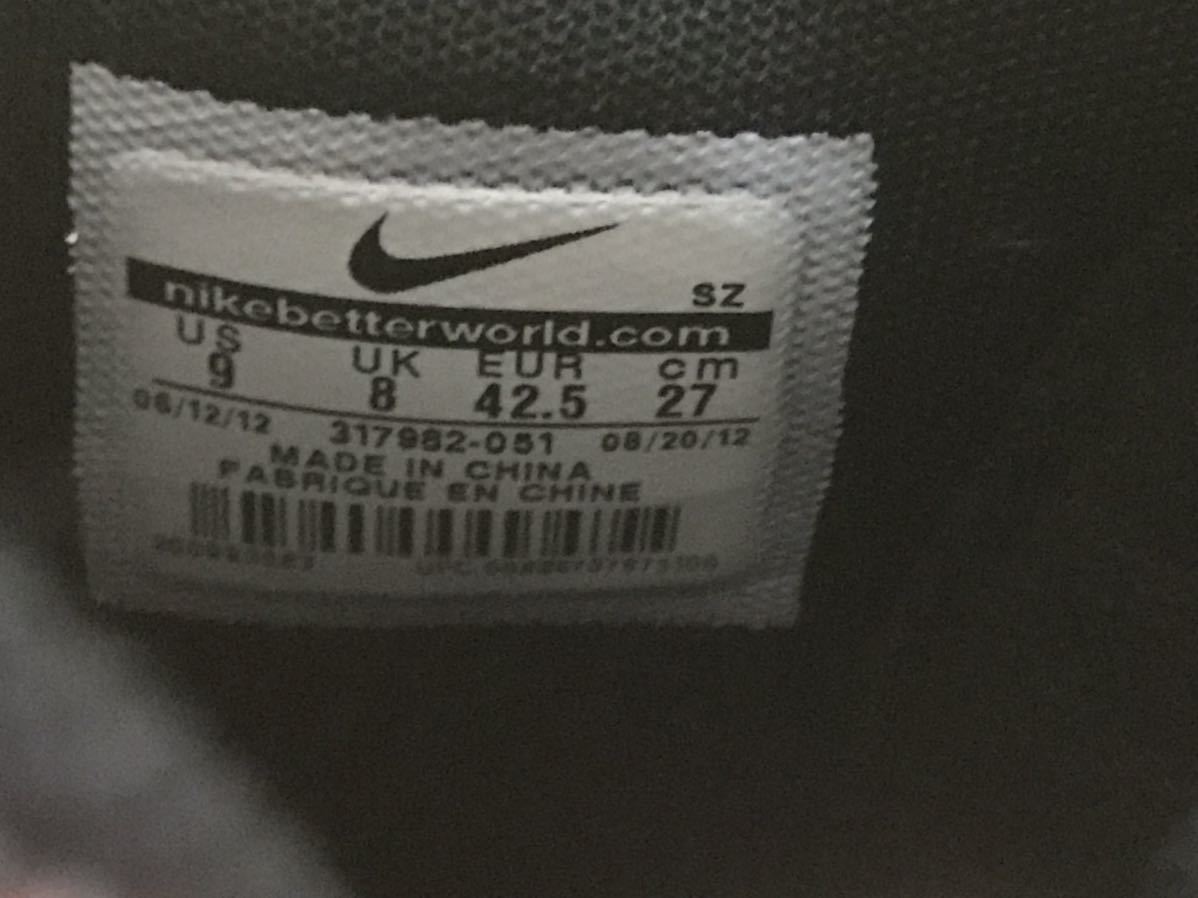 SZ
nikebetterworld.com
US UK EUR cm
9 8 42.5 27
06/12/12 317982-051 08/20/12
MADE IN CHINA
FABRIQUE EN CHINE
UPC